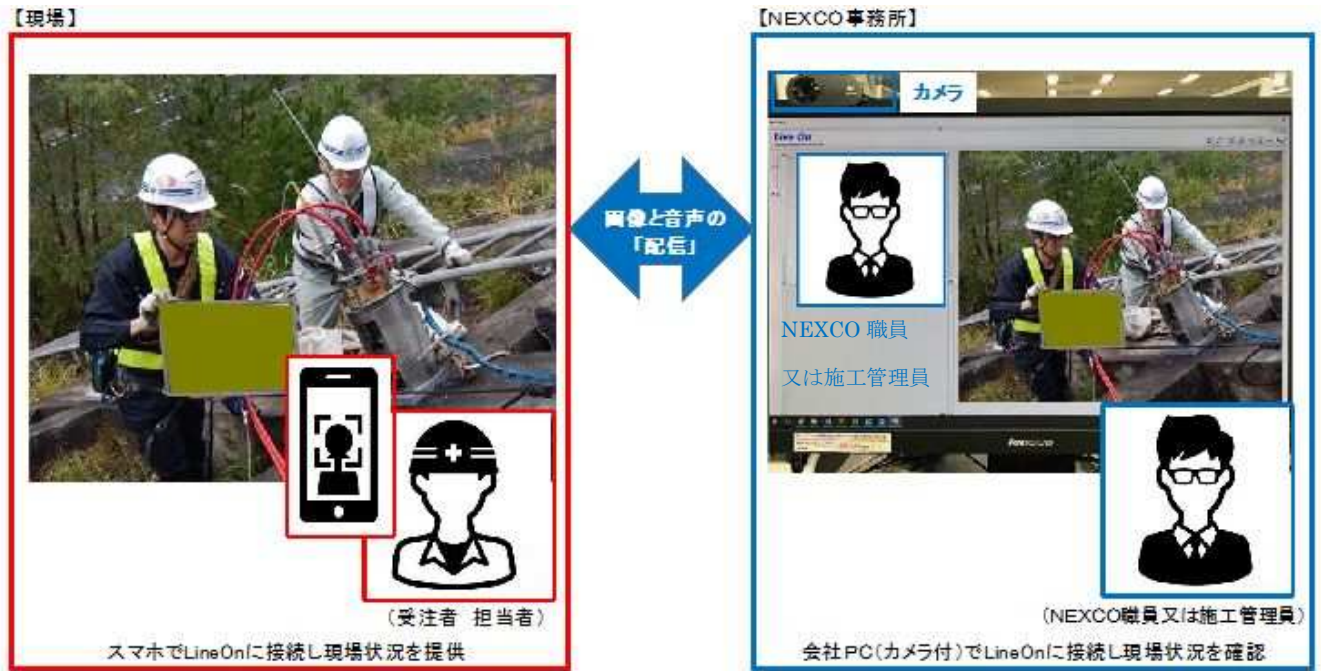 【現場】
【NEXCO事務所】
カメラ
Line On
画像と音声の
「配信」
NEXCO 職員
又は施工管理員
(受注者 担当者)
(NEXCO職員又は施工管理員)
スマホでLineOnに接続し現場状況を提供
会社PC(カメラ付)でLineOnに接続し現場状況を確認